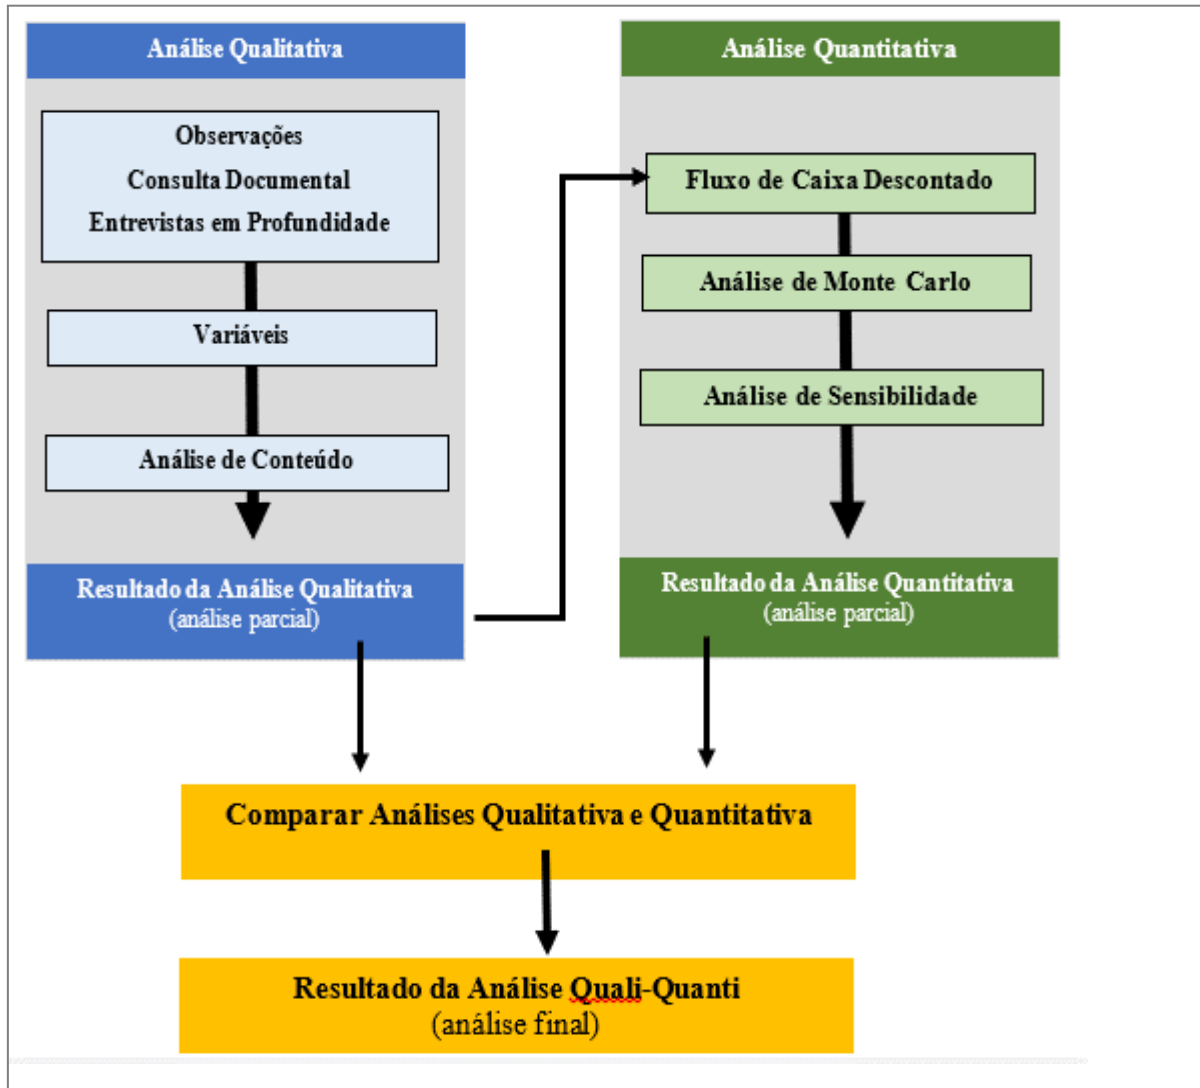 Análise Qualitativa
Observações
Consulta Documental
Entrevistas em Profundidade
Variáveis
Análise de Conteúdo
Resultado da Análise Qualitativa
(análise parcial)
Análise Quantitativa
Fluxo de Caixa Descontado
Análise de Monte Carlo
Análise de Sensibilidade
Resultado da Análise Quantitativa
(análise parcial)
Comparar Análises Qualitativa e Quantitativa
Resultado da Análise Quali-Quanti
(análise final)